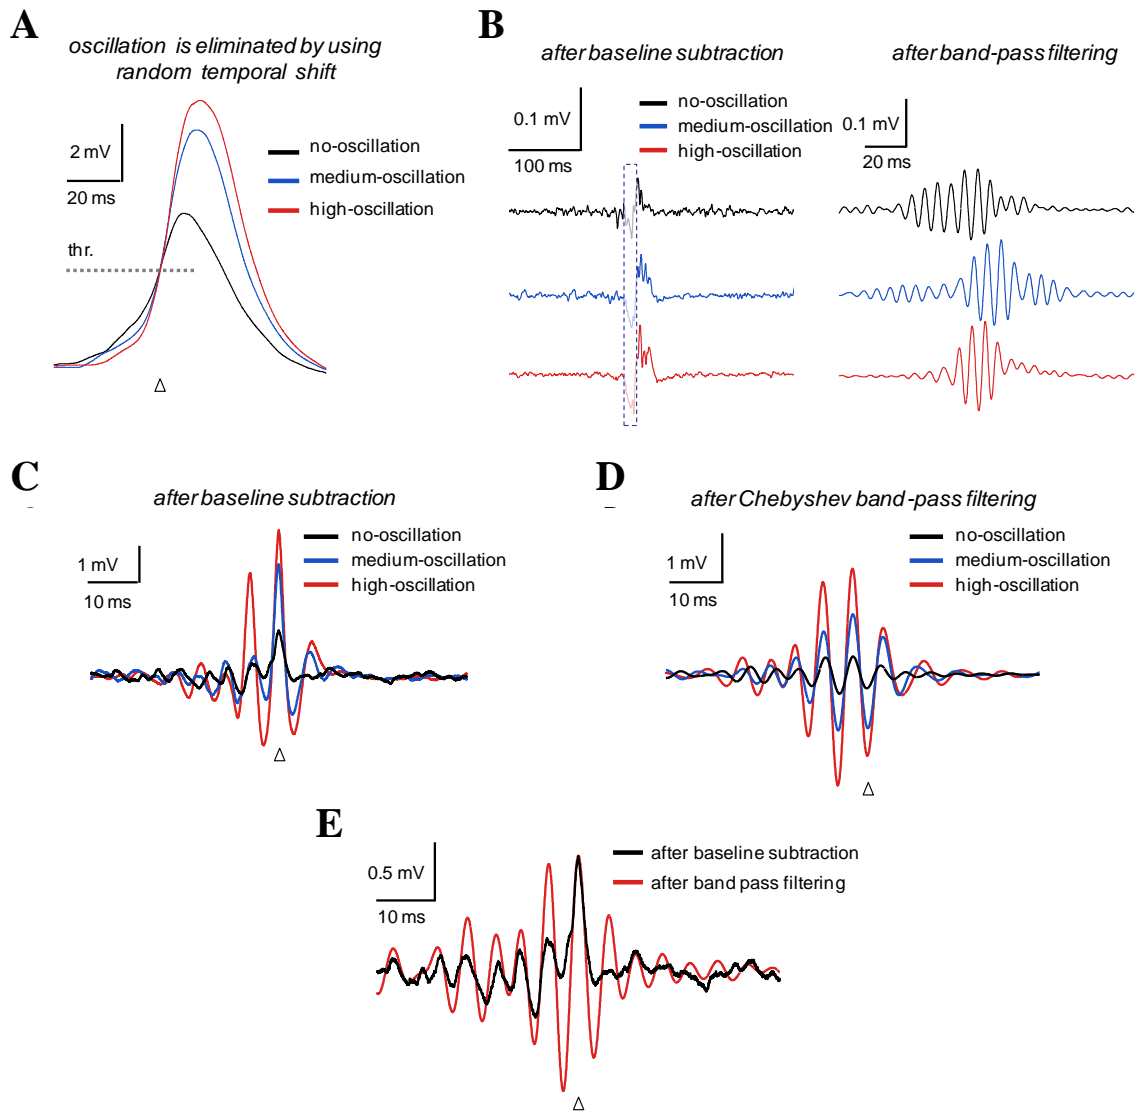 A
oscillation is eliminated by using
random temporal shift
2 mV
20 ms
no-oscillation
medium-oscillation
high-oscillation
thr.
B
after baseline subtraction
after band-pass filtering
0.1 mV
100 ms
no-oscillation
medium-oscillation
high-oscillation
0.1 mV
20 ms
C
after baseline subtraction
1 mV
10 ms
no-oscillation
medium-oscillation
high-oscillation
D
after Chebyshev band-pass filtering
1 mV
10 ms
no-oscillation
medium-oscillation
high-oscillation
E
0.5 mV
10 ms
after baseline subtraction
after band pass filtering